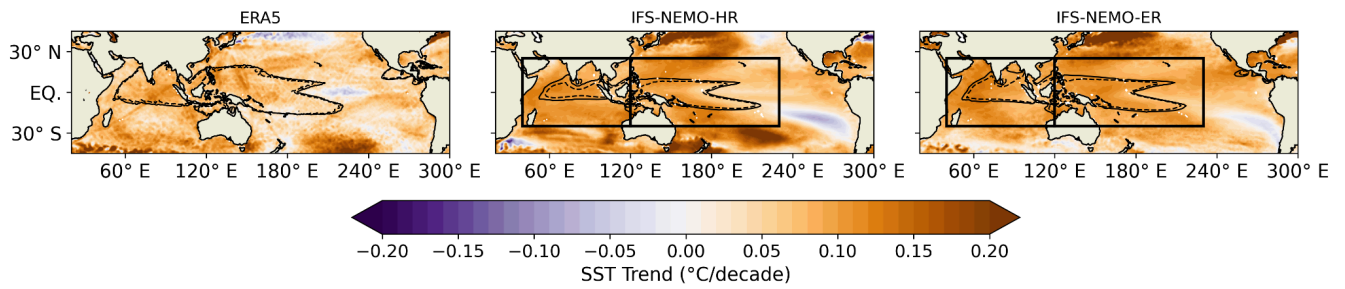 ERA5 IFS-NEMO-HR IFS-NEMO-ER
30° N
EQ.
30° S
60° E 120° E 180° E 240° E 300° E 60° E 120° E 180° E 240° E 300° E 60° E 120° E 180° E 240° E 300° E
−0.20 −0.15 −0.10 −0.05 0.00 0.05 0.10 0.15 0.20
SST Trend (°C/decade)